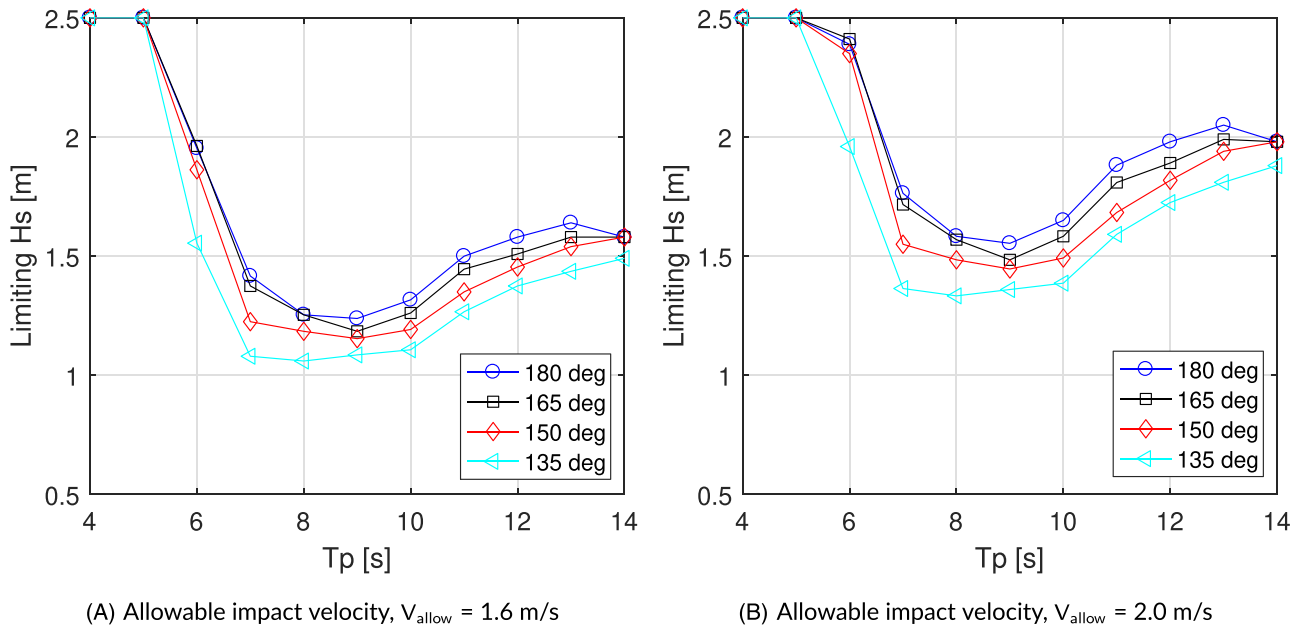 2.5
2
1.5
1
0.5
Limiting Hs [m]
4 6 8 10 12 14
Tp [s]
180 deg
165 deg
150 deg
135 deg
(A) Allowable impact velocity, Vallow = 1.6 m/s
2.5
2
1.5
1
0.5
Limiting Hs [m]
4 6 8 10 12 14
Tp [s]
180 deg
165 deg
150 deg
135 deg
(B) Allowable impact velocity, Vallow = 2.0 m/s